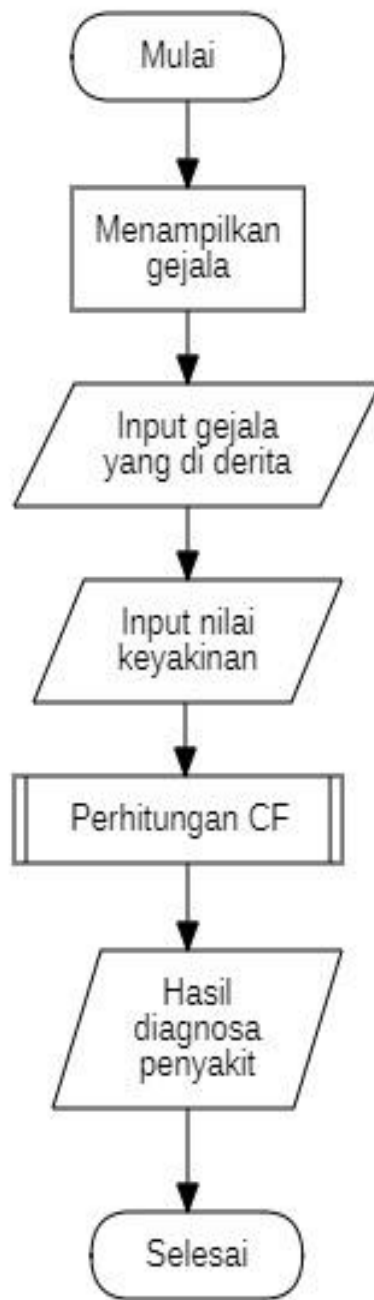 Mulai
Menampilkan
gejala
Input gejala
yang di derita
Input nilai
keyakinan
Perhitungan CF
Hasil
diagnosa
penyakit
Selesai